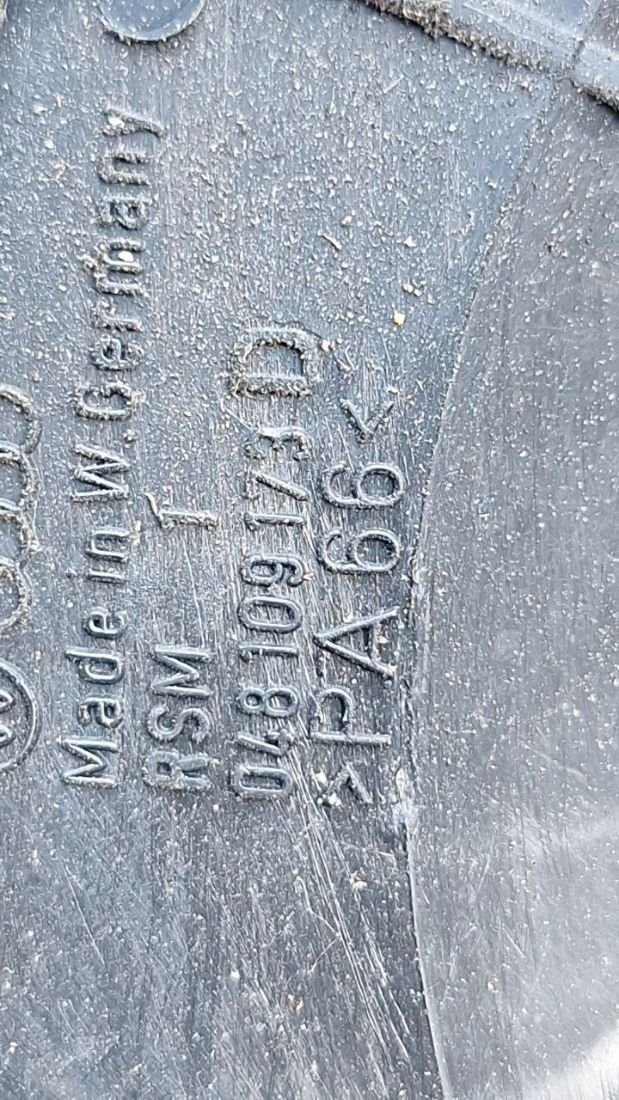 Made in W.Germany
RSM 1
048 109 173 D
>PA 66<